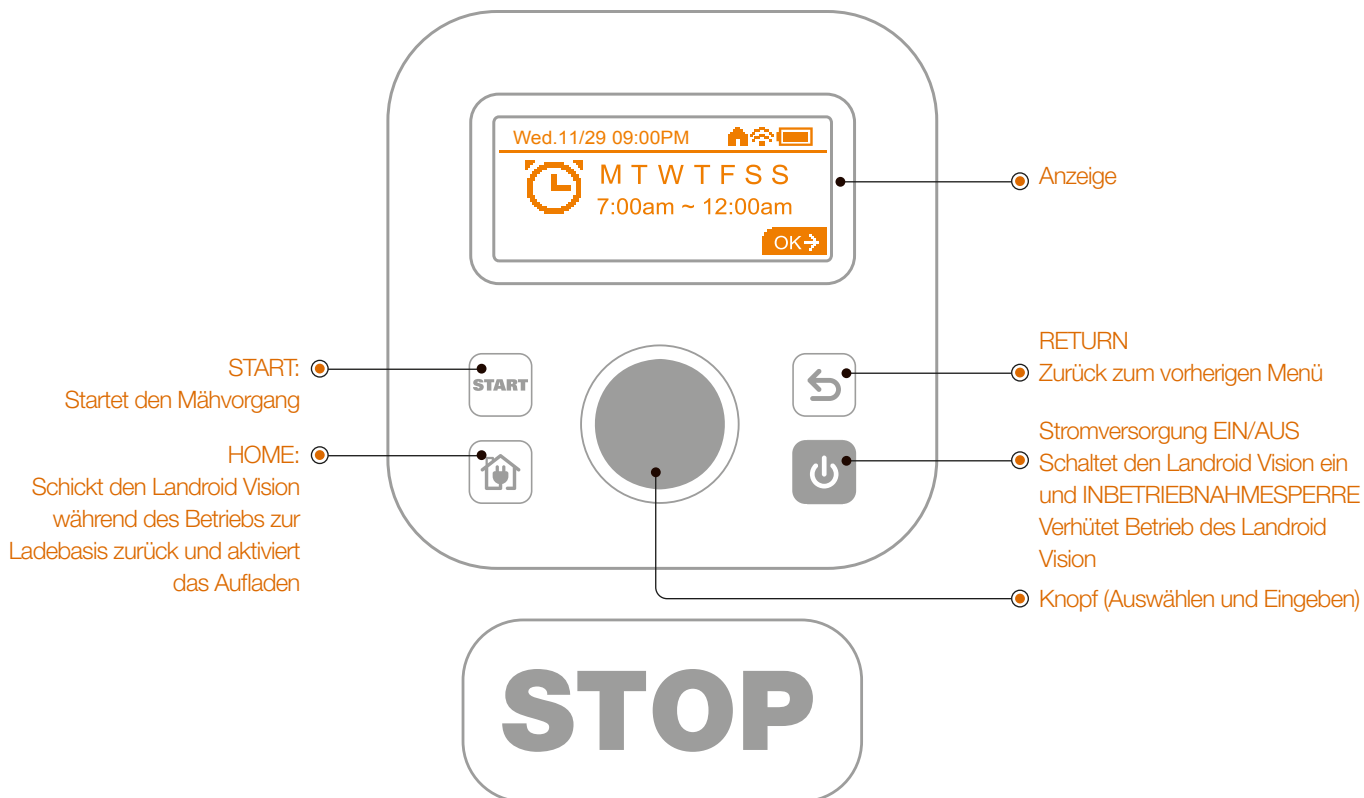 Wed.11/29 09:00PM
M T W T F S S
7:00am ~ 12:00am
OK
Anzeige
START:
Startet den Mähvorgang
START
HOME:
Schickt den Landroid Vision
während des Betriebs zur
Ladebasis zurück und aktiviert
das Aufladen
RETURN
Zurück zum vorherigen Menü
Stromversorgung EIN/AUS
Schaltet den Landroid Vision ein
und INBETRIEBNAHMESPERRE
Verhütet Betrieb des Landroid
Vision
Knopf (Auswählen und Eingeben)
STOP